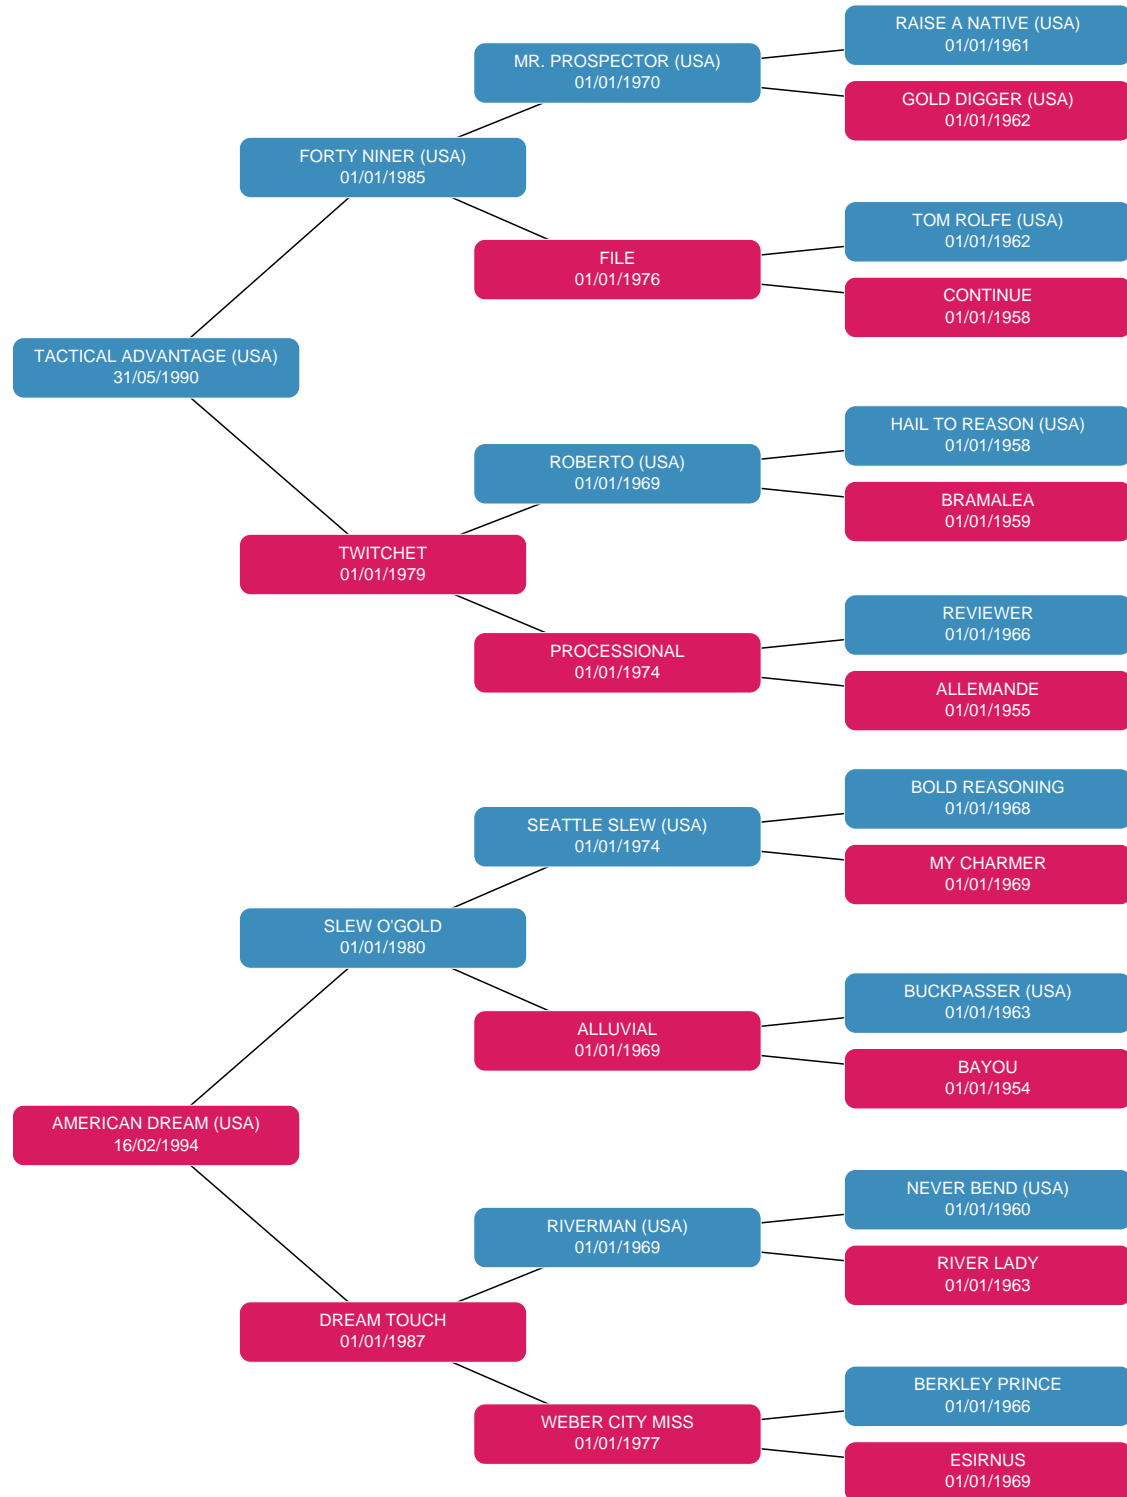 RAISE A NATIVE (USA)
01/01/1961
MR. PROSPECTOR (USA)
01/01/1970
GOLD DIGGER (USA)
01/01/1962
FORTY NINER (USA)
01/01/1985
TOM ROLFE (USA)
01/01/1962
FILE
01/01/1976
CONTINUE
01/01/1958
TACTICAL ADVANTAGE (USA)
31/05/1990
HAIL TO REASON (USA)
01/01/1958
ROBERTO (USA)
01/01/1969
BRAMALEA
01/01/1959
TWITCHET
01/01/1979
REVIEWER
01/01/1966
PROCESSIONAL
01/01/1974
ALLEMANDE
01/01/1955
BOLD REASONING
01/01/1968
SEATTLE SLEW (USA)
01/01/1974
MY CHARMER
01/01/1969
SLEW O'GOLD
01/01/1980
BUCKPASSER (USA)
01/01/1963
ALLUVIAL
01/01/1969
BAYOU
01/01/1954
AMERICAN DREAM (USA)
16/02/1994
NEVER BEND (USA)
01/01/1960
RIVERMAN (USA)
01/01/1969
RIVER LADY
01/01/1963
DREAM TOUCH
01/01/1987
BERKLEY PRINCE
01/01/1966
WEBER CITY MISS
01/01/1977
ESIRNUS
01/01/1969